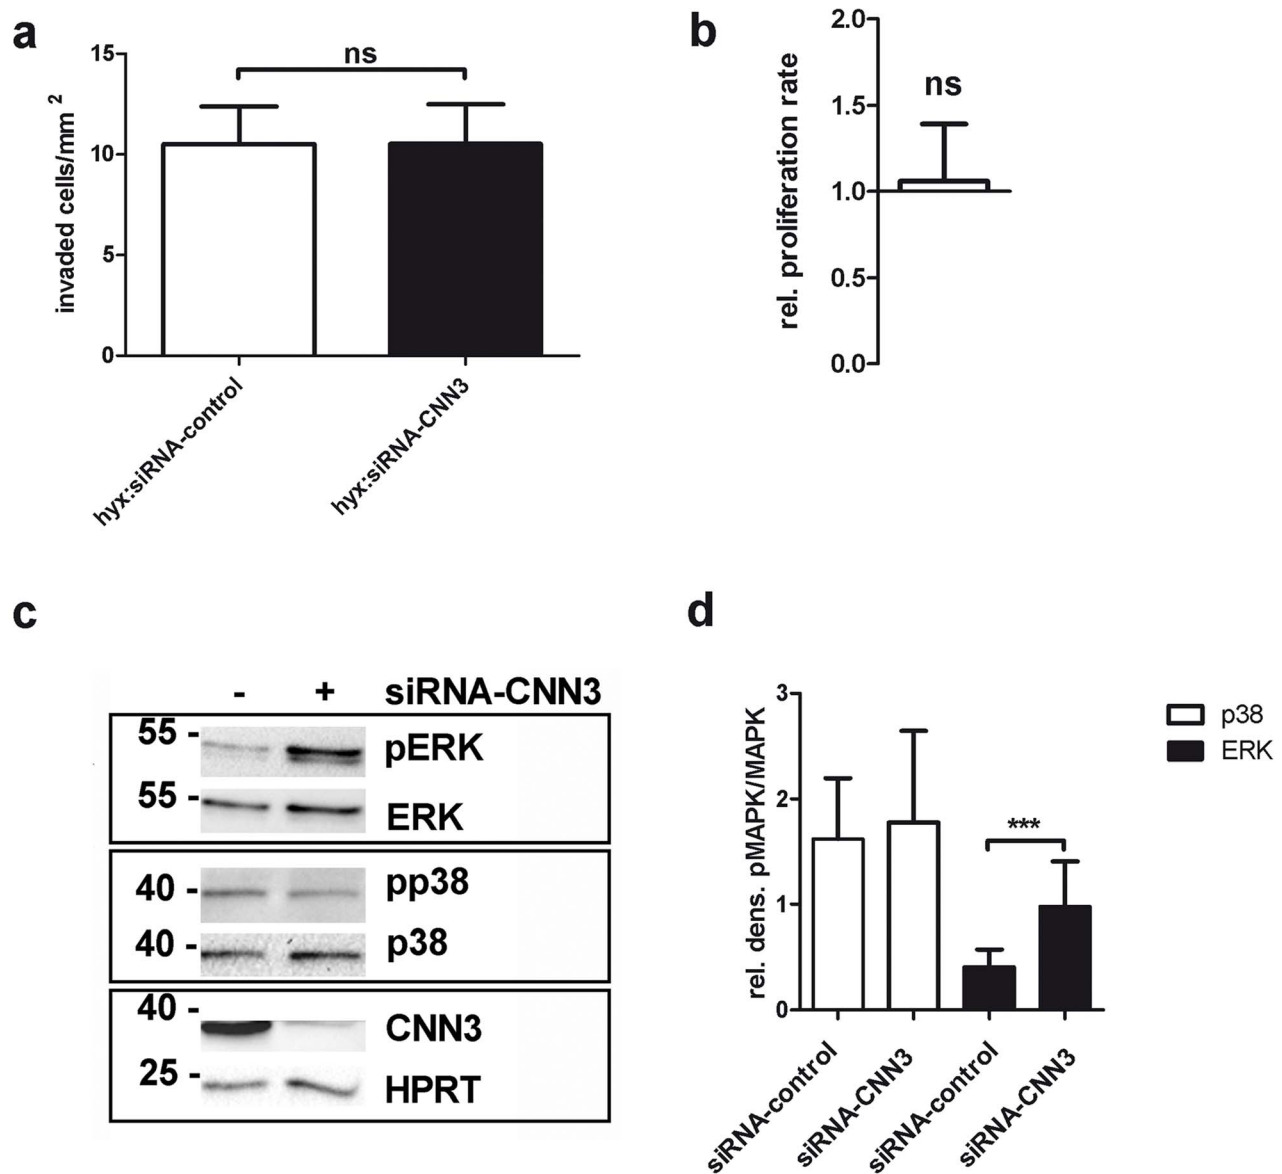 a
15
10
5
0
invaded cells/mm 2
ns
hyx:siRNA-control
hyx:siRNA-CNN3
b
2.0
1.5
1.0
0.5
0.0
rel. proliferation rate
ns
c
- + siRNA-CNN3
55 - pERK
55 - ERK
40 - pp38
40 - p38
40 - CNN3
25 - HPRT
d
3
2
1
0
rel. dens. pMAPK/MAPK
***
p38
ERK
siRNA-control
siRNA-CNN3
siRNA-control
siRNA-CNN3